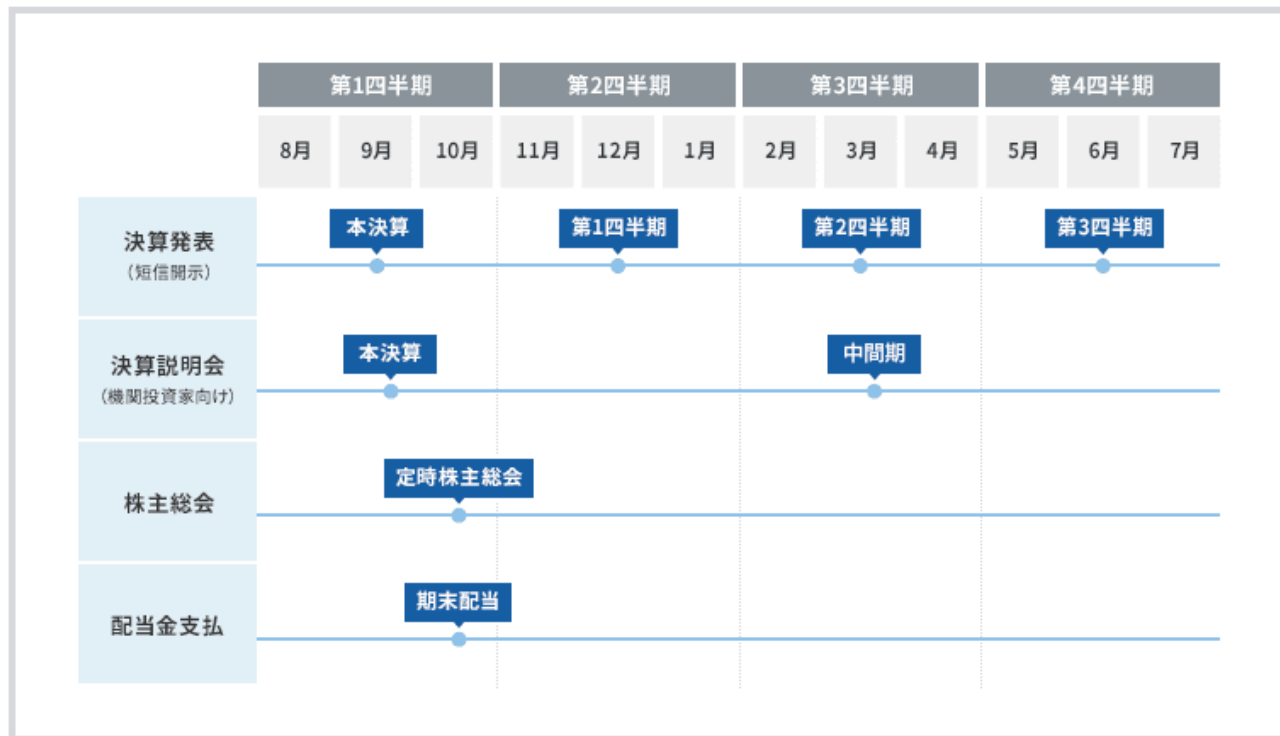 第1四半期 第2四半期 第3四半期 第4四半期
8月 9月 10月 11月 12月 1月 2月 3月 4月 5月 6月 7月
決算発表
（短信開示）
本決算 第1四半期 第2四半期 第3四半期
決算説明会
（機関投資家向け）
本決算 中間期
株主総会
定時株主総会
配当金支払
期末配当